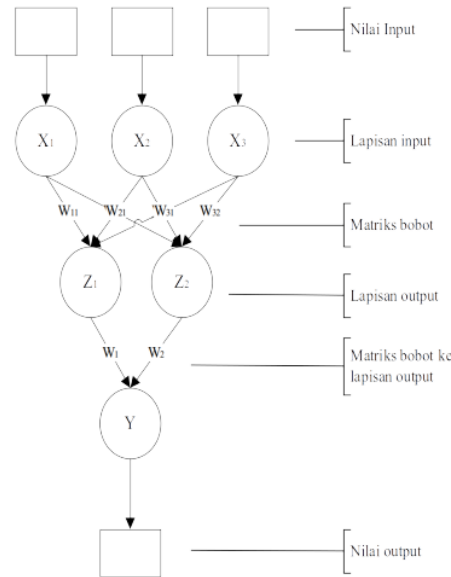 Nilai Input
X1 X2 X3
Lapisan input
W11 W21 W31 W32
Matriks bobot
Z1 Z2
Lapisan output
W1 W2
Matriks bobot ke
lapisan output
Y
Nilai output